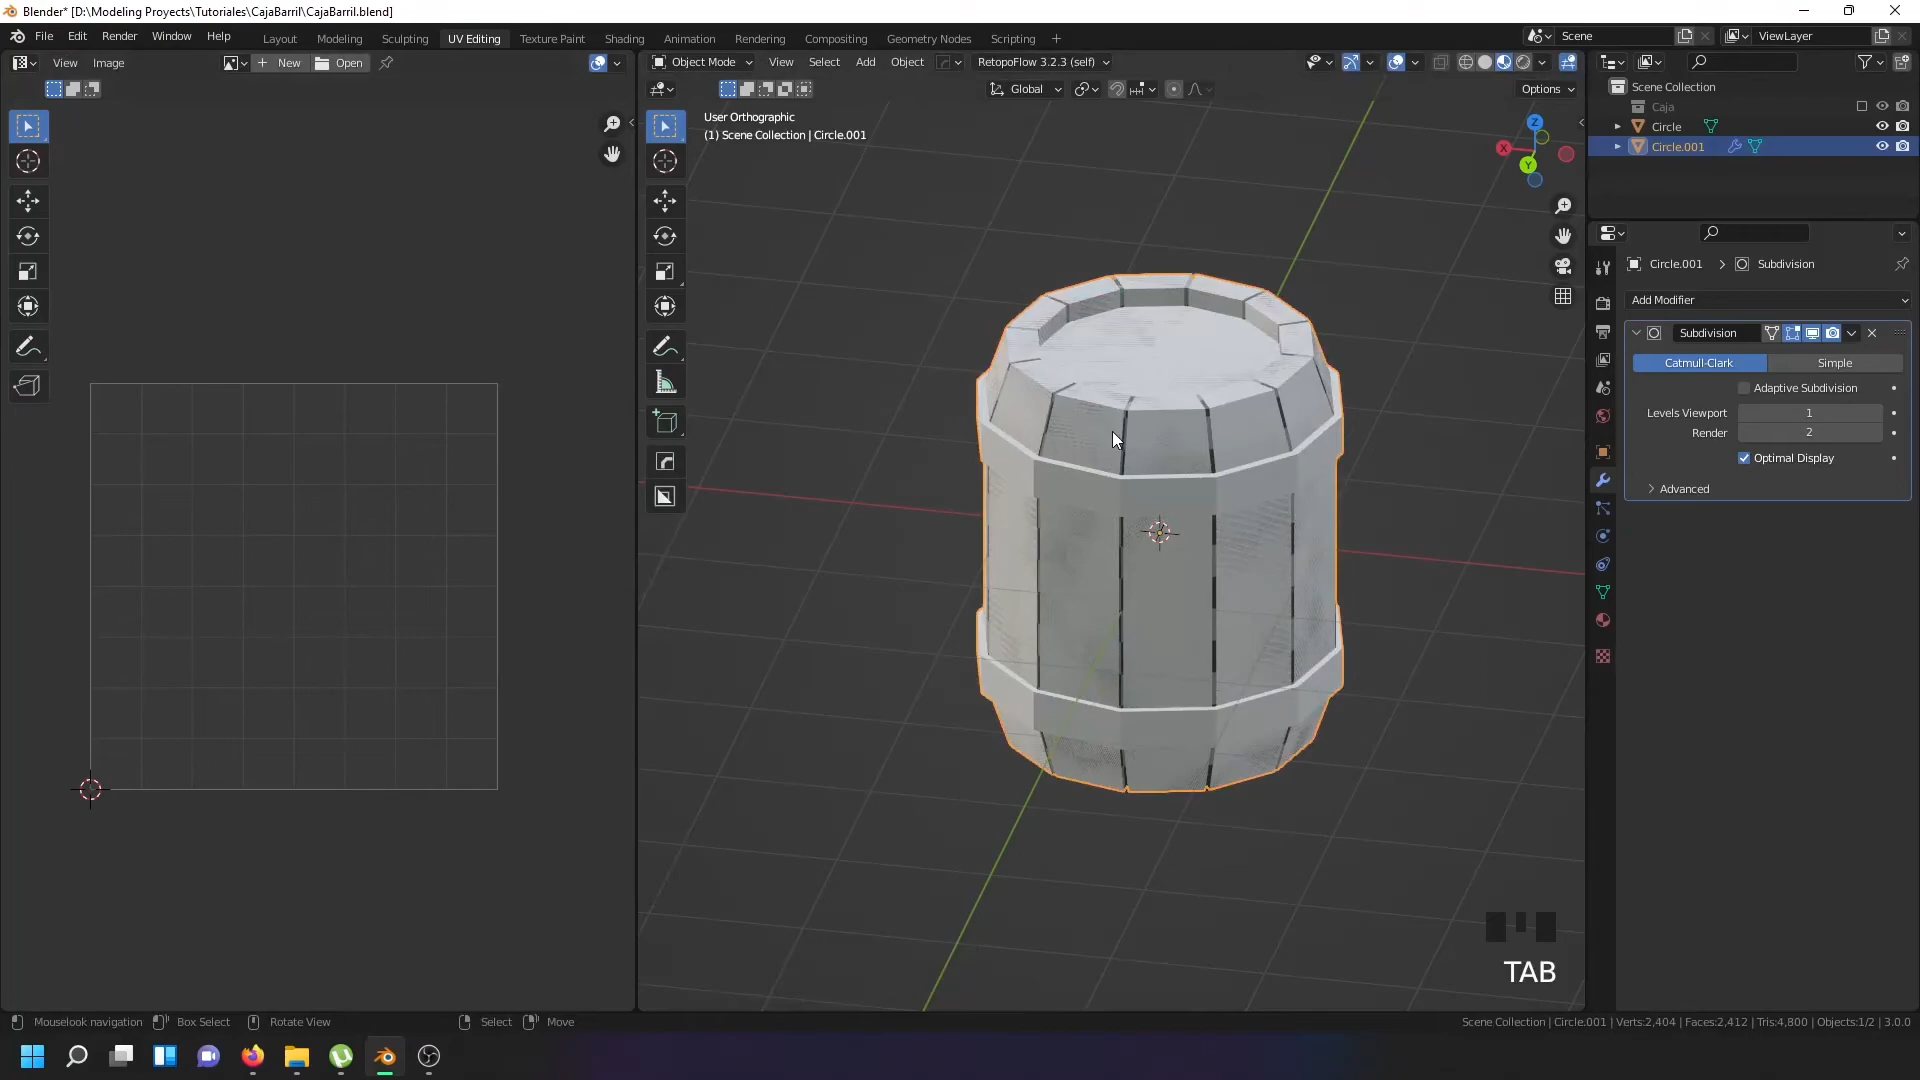 Blender* [D:\Modeling Proyects\Tutoriales\CajaBarril\CajaBarril.blend]
File Edit Render Window Help Layout Modeling Sculpting UV Editing Texture Paint Shading Animation Rendering Compositing Geometry Nodes Scripting + Scene ViewLayer
View Image New Open Object Mode View Select Add Object RetopoFlow 3.2.3 (self)
Global Options
User Orthographic
(1) Scene Collection | Circle.001
Z
X
Y
Scene Collection
Caja
Circle
Circle.001
Circle.001 > Subdivision
Add Modifier
Subdivision
Catmull-Clark Simple
Adaptive Subdivision
Levels Viewport 1
Render 2
Optimal Display
Advanced
TAB
Mouselook navigation Box Select Rotate View Select Move Scene Collection | Circle.001 | Verts:2,404 | Faces:2,412 | Tris:4,800 | Objects:1/2 | 3.0.0